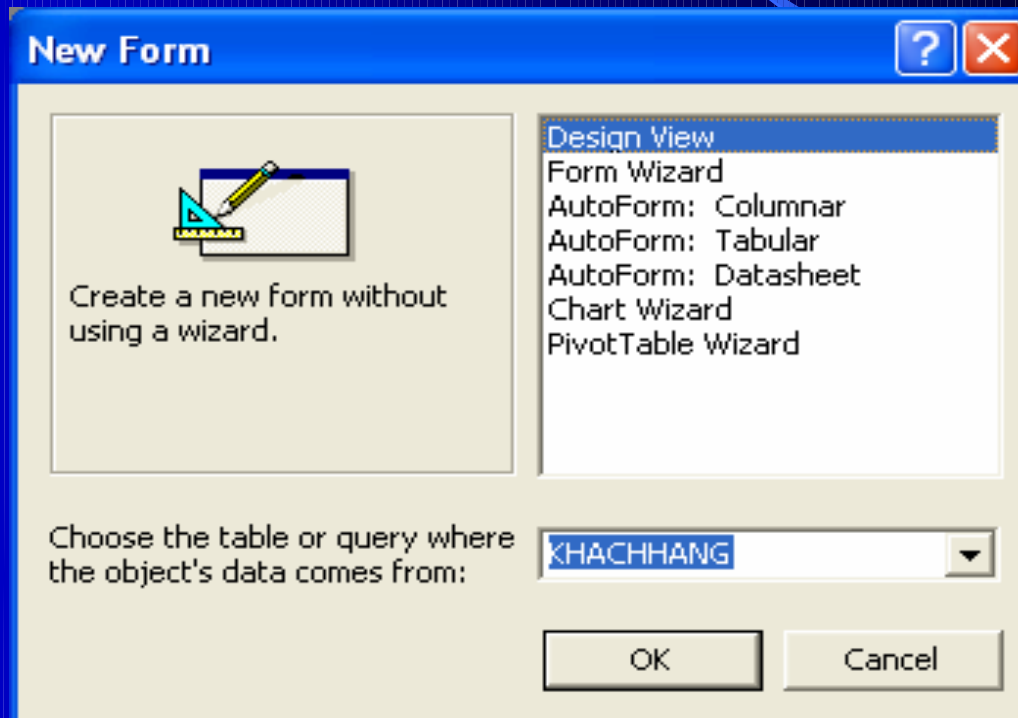 New Form
Create a new form without
using a wizard.
Design View
Form Wizard
AutoForm: Columnar
AutoForm: Tabular
AutoForm: Datasheet
Chart Wizard
PivotTable Wizard
Choose the table or query where
the object's data comes from:
KHACHHANG
OK
Cancel